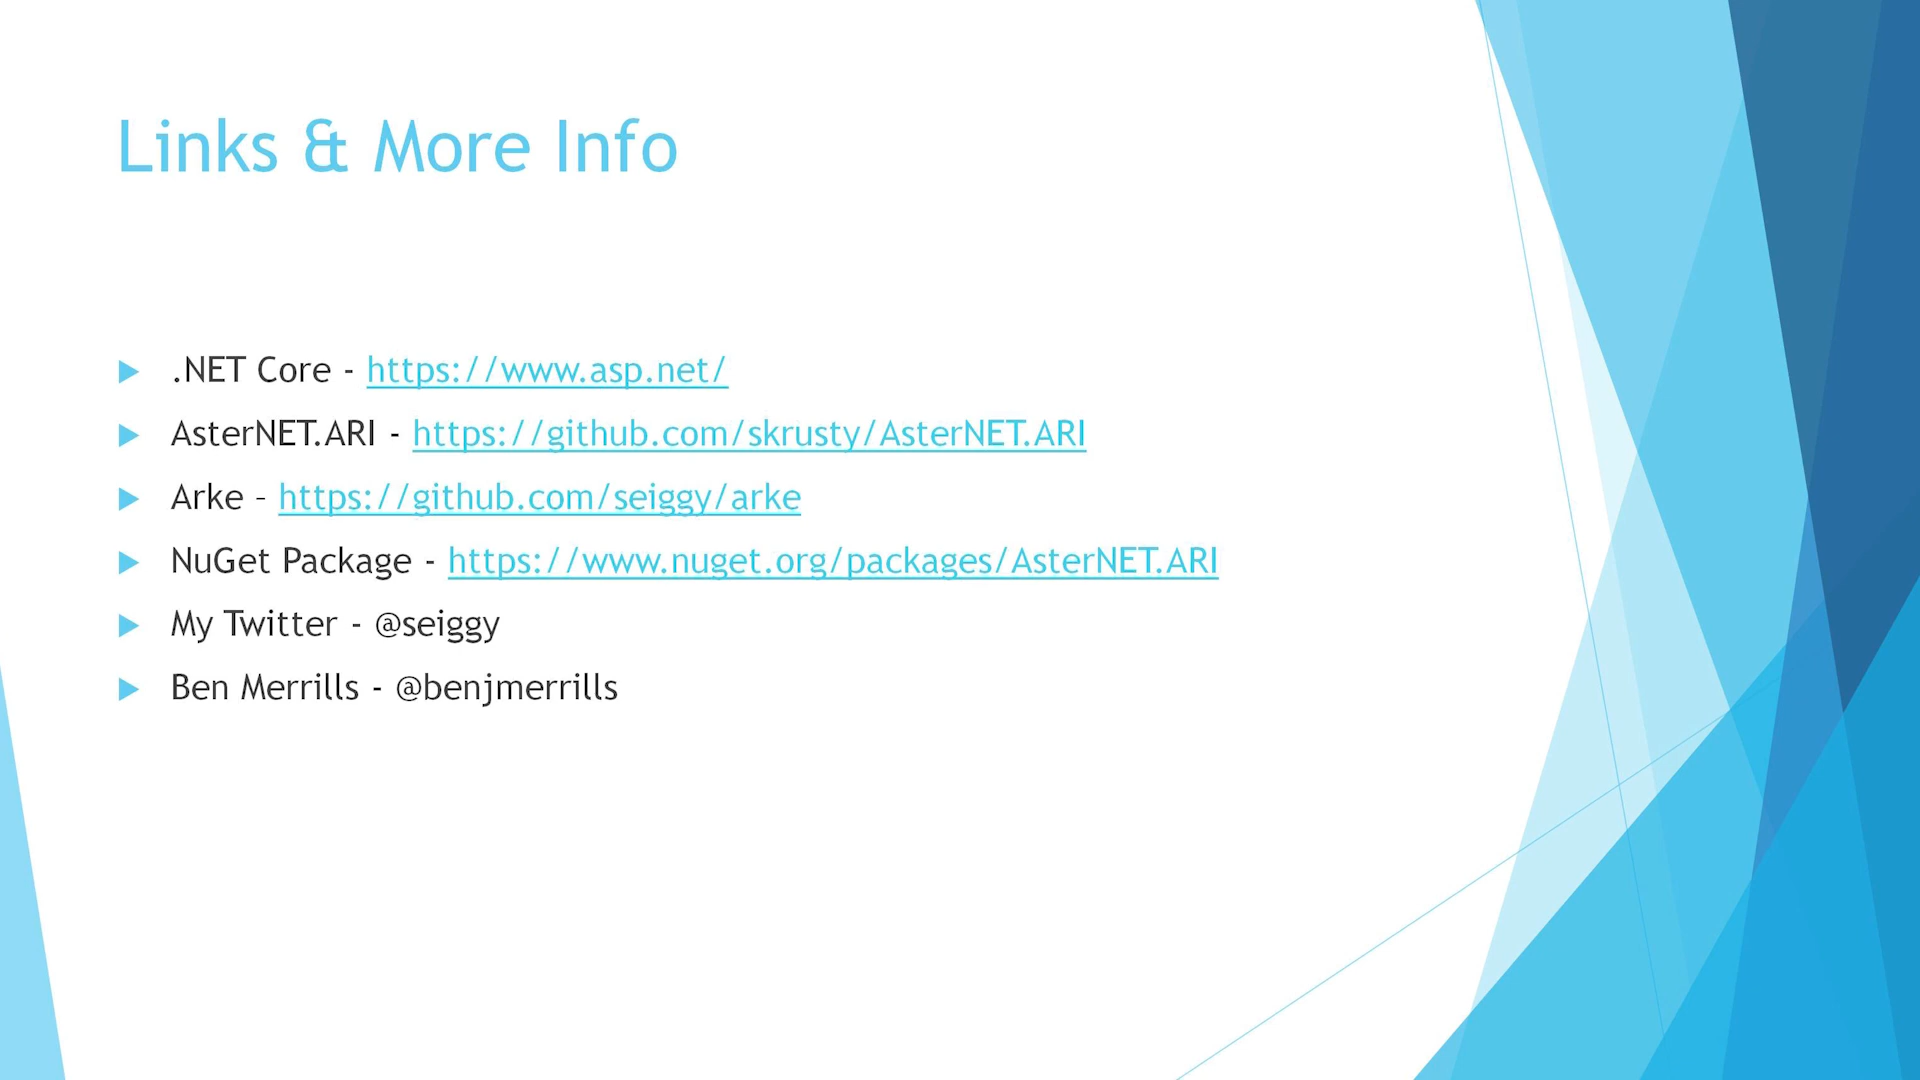 Links & More Info
.NET Core - https://www.asp.net/
AsterNET.ARI - https://github.com/skrusty/AsterNET.ARI
Arke – https://github.com/seiggy/arke
NuGet Package - https://www.nuget.org/packages/AsterNET.ARI
My Twitter - @seiggy
Ben Merrills - @benjmerrills